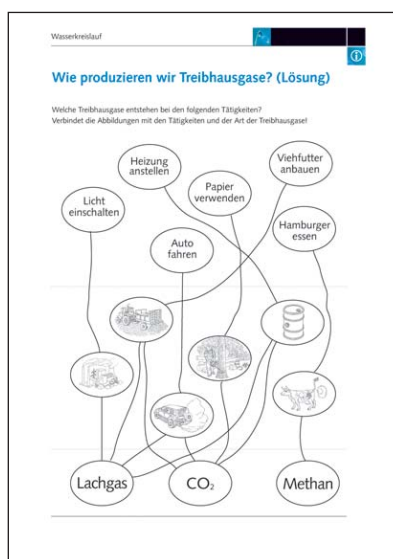 Wasserkreislauf
Wie produzieren wir Treibhausgase? (Lösung)
Welche Treibhausgase entstehen bei den folgenden Tätigkeiten?
Verbindet die Abbildungen mit den Tätigkeiten und der Art der Treibhausgase!
Heizung
anstellen
Viehfutter
anbauen
Papier
verwenden
Licht
einschalten
Hamburger
essen
Auto
fahren
Lachgas
CO₂
Methan